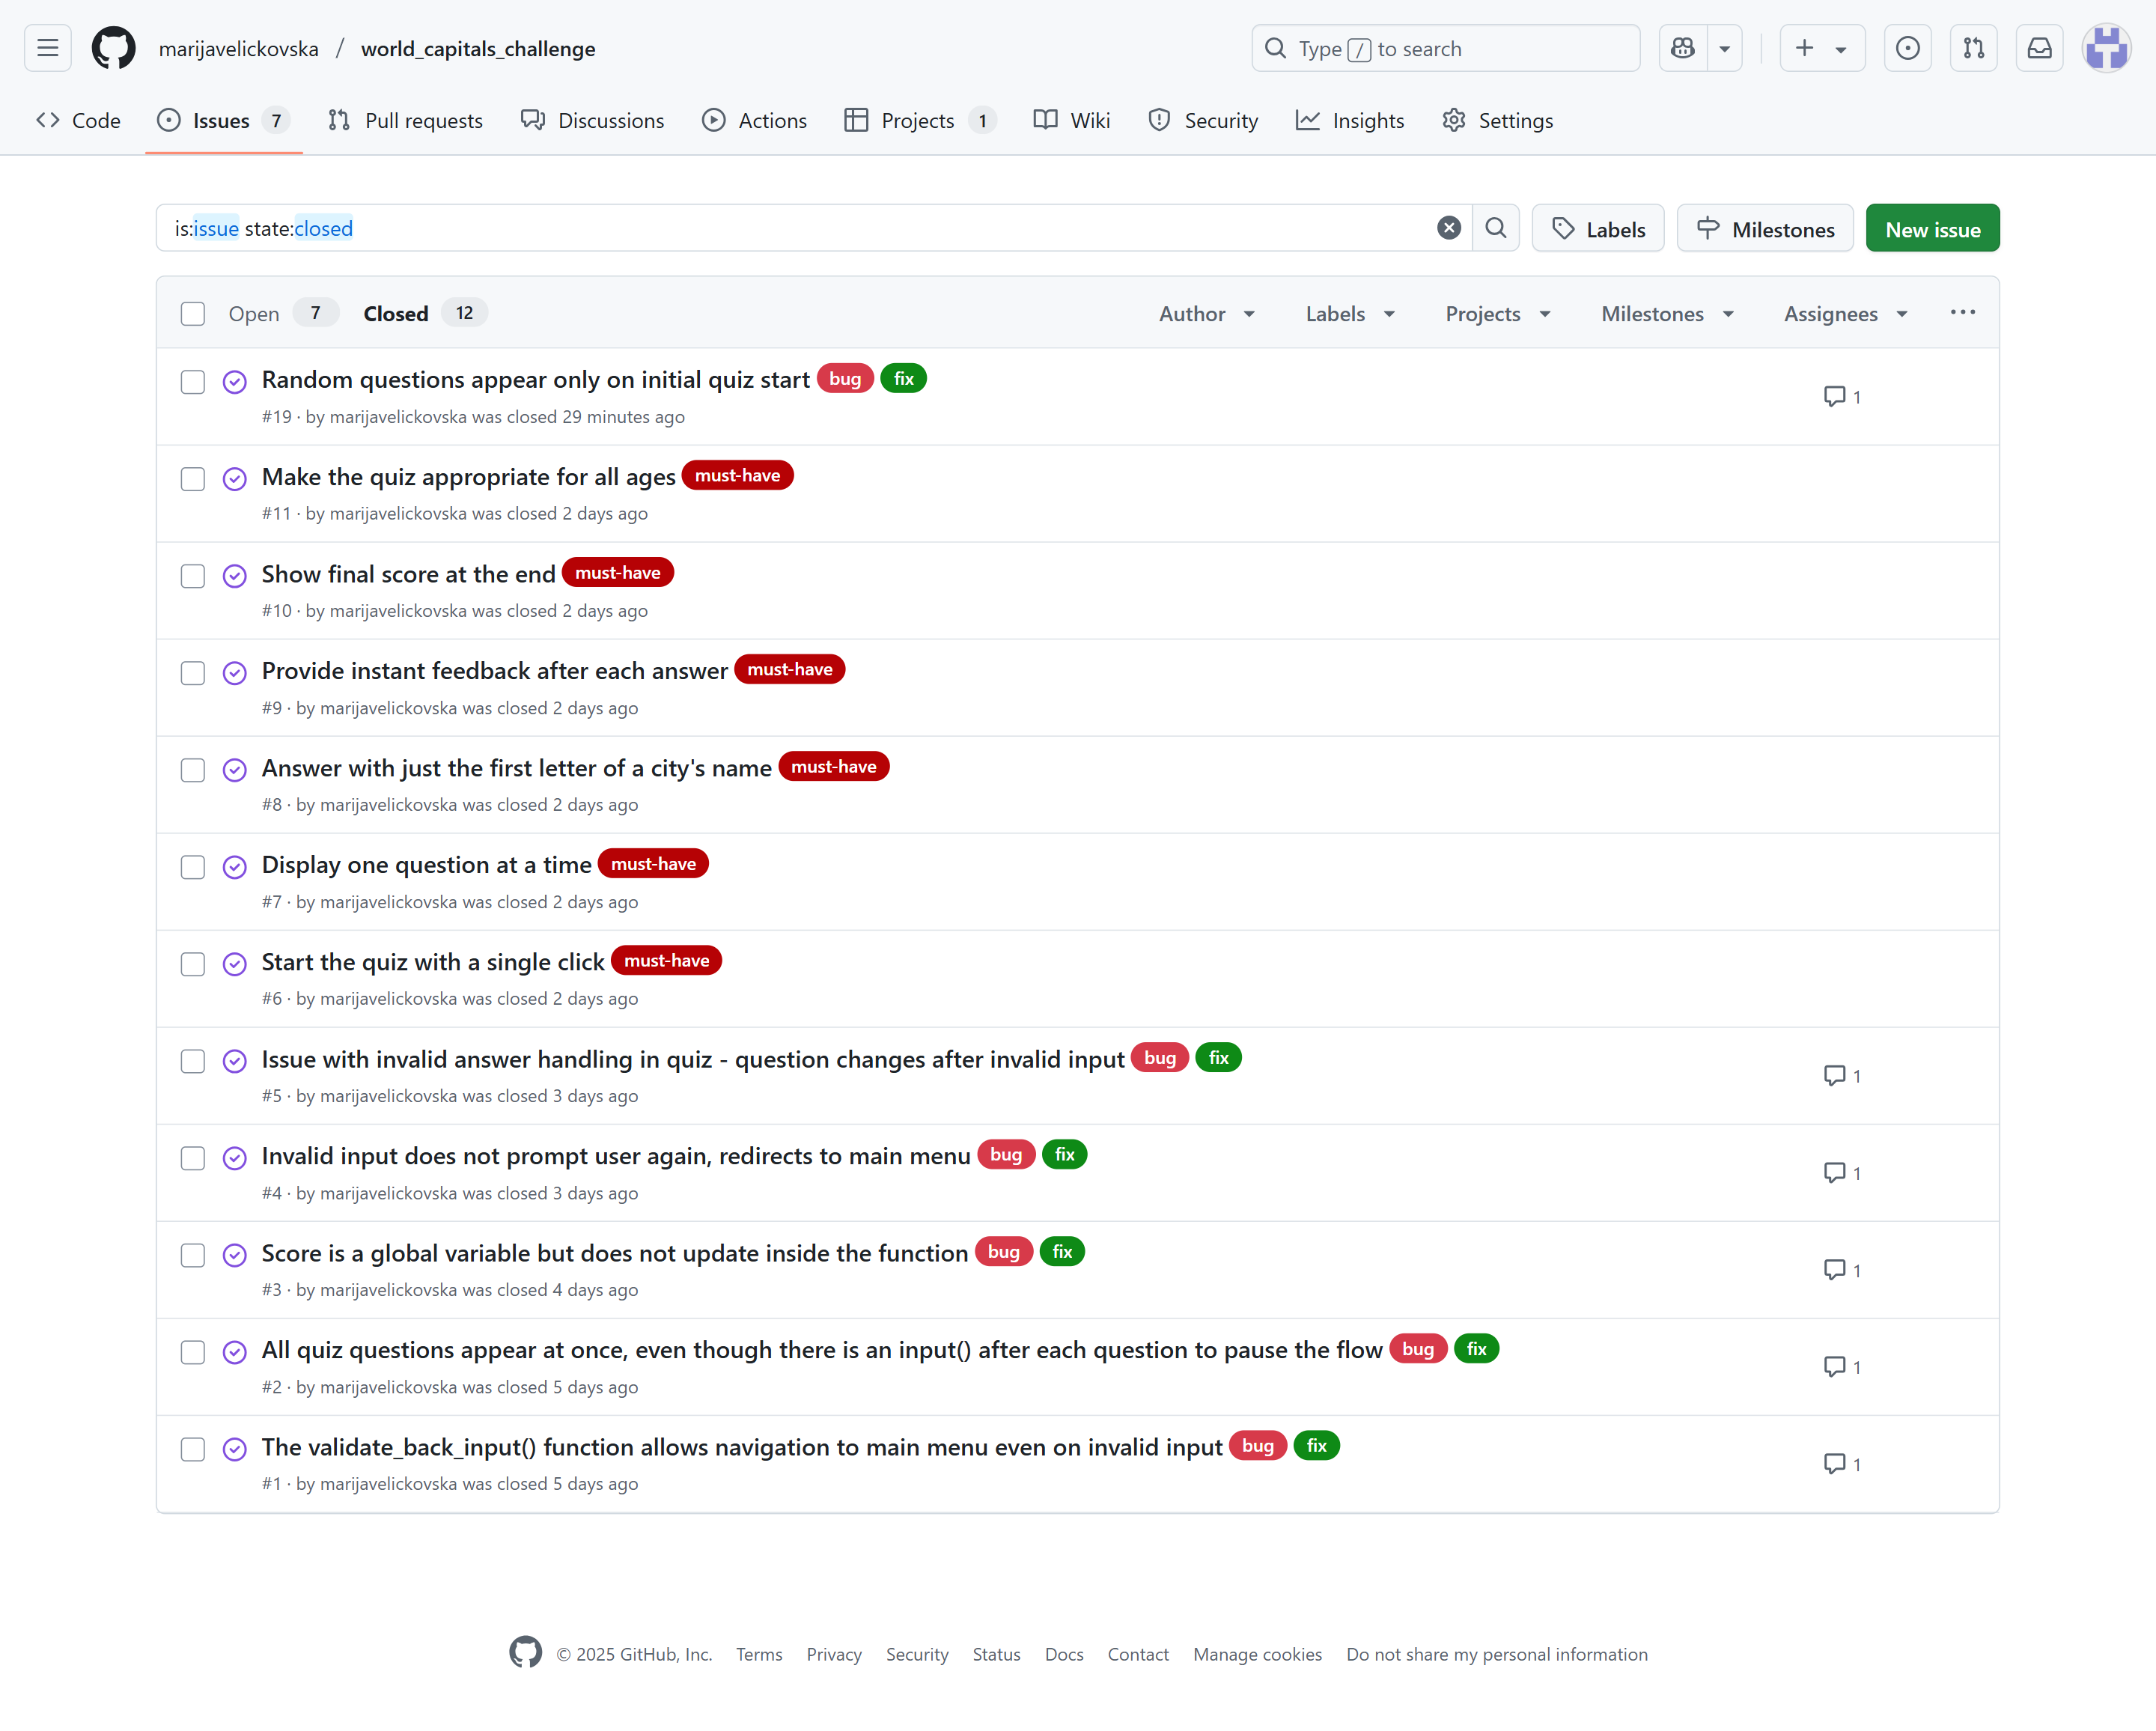 marijavelickovska / world_capitals_challenge
Type / to search
Code Issues 7 Pull requests Discussions Actions Projects 1 Wiki Security Insights Settings
is:issue state:closed
Labels Milestones New issue
Open 7 Closed 12 Author Labels Projects Milestones Assignees
Random questions appear only on initial quiz start bug fix
1
#19 · by marijavelickovska was closed 29 minutes ago
Make the quiz appropriate for all ages must-have
#11 · by marijavelickovska was closed 2 days ago
Show final score at the end must-have
#10 · by marijavelickovska was closed 2 days ago
Provide instant feedback after each answer must-have
#9 · by marijavelickovska was closed 2 days ago
Answer with just the first letter of a city's name must-have
#8 · by marijavelickovska was closed 2 days ago
Display one question at a time must-have
#7 · by marijavelickovska was closed 2 days ago
Start the quiz with a single click must-have
#6 · by marijavelickovska was closed 2 days ago
Issue with invalid answer handling in quiz - question changes after invalid input bug fix
1
#5 · by marijavelickovska was closed 3 days ago
Invalid input does not prompt user again, redirects to main menu bug fix
1
#4 · by marijavelickovska was closed 3 days ago
Score is a global variable but does not update inside the function bug fix
1
#3 · by marijavelickovska was closed 4 days ago
All quiz questions appear at once, even though there is an input() after each question to pause the flow bug fix
1
#2 · by marijavelickovska was closed 5 days ago
The validate_back_input() function allows navigation to main menu even on invalid input bug fix
1
#1 · by marijavelickovska was closed 5 days ago
© 2025 GitHub, Inc. Terms Privacy Security Status Docs Contact Manage cookies Do not share my personal information